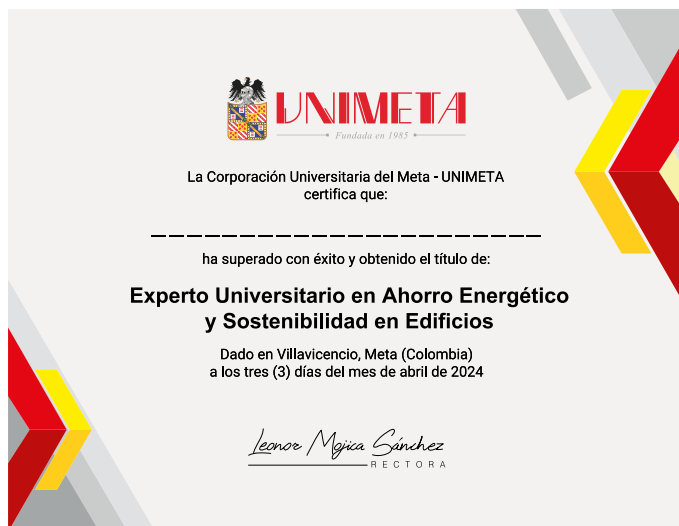 UNIMETA
Fundada en 1985
La Corporación Universitaria del Meta - UNIMETA
certifica que:
ha superado con éxito y obtenido el título de:
Experto Universitario en Ahorro Energético
y Sostenibilidad en Edificios
Dado en Villavicencio, Meta (Colombia)
a los tres (3) días del mes de abril de 2024
Leonor Mojica Sánchez
RECTORA